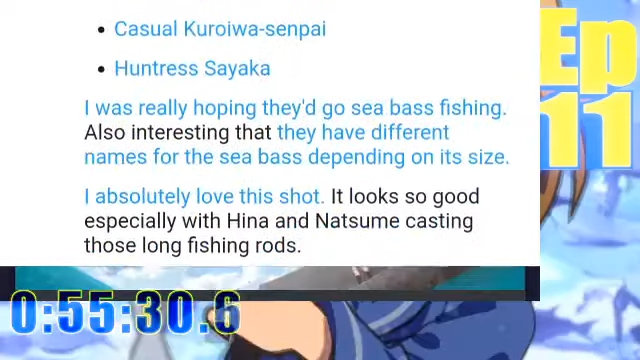 Casual Kuroiwa-senpai
Huntress Sayaka
I was really hoping they'd go sea bass fishing.
Also interesting that they have different
names for the sea bass depending on its size.
I absolutely love this shot. It looks so good
especially with Hina and Natsume casting
those long fishing rods.
Ep
11
0:55:30.6